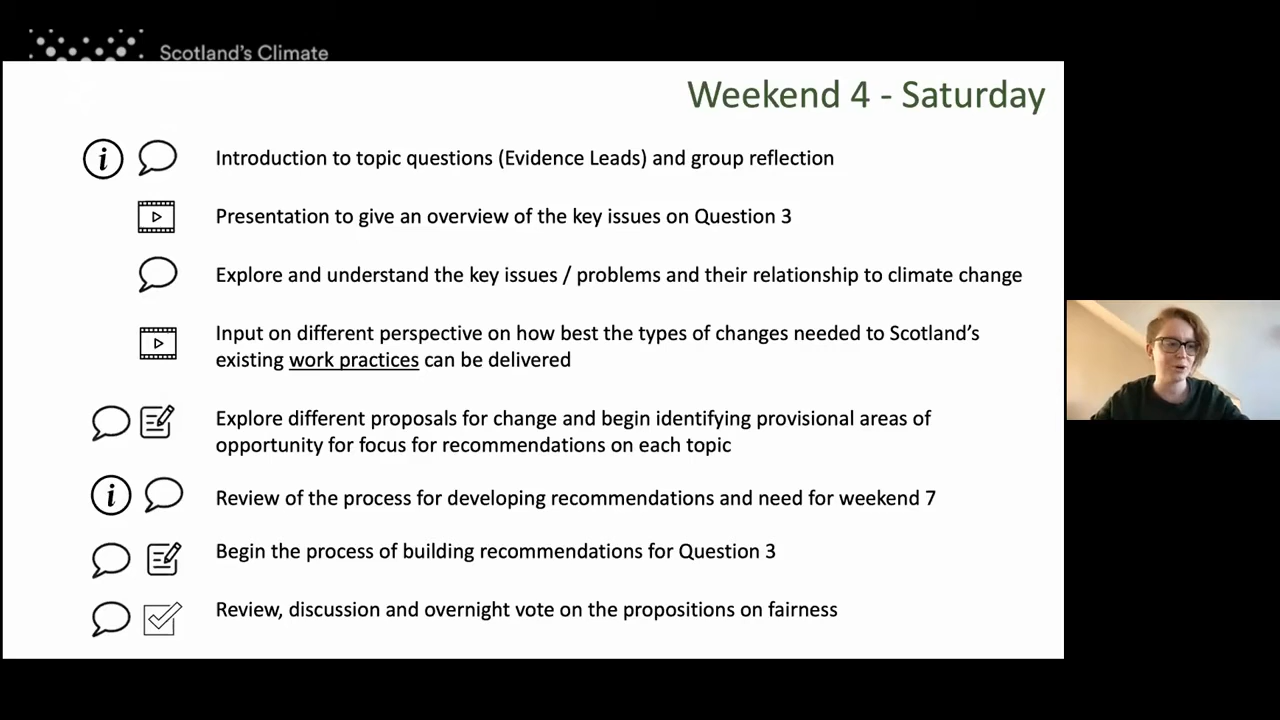 Scotland's Climate
Weekend 4 - Saturday
Introduction to topic questions (Evidence Leads) and group reflection
Presentation to give an overview of the key issues on Question 3
Explore and understand the key issues / problems and their relationship to climate change
Input on different perspective on how best the types of changes needed to Scotland's
existing work practices can be delivered
Explore different proposals for change and begin identifying provisional areas of
opportunity for focus for recommendations on each topic
Review of the process for developing recommendations and need for weekend 7
Begin the process of building recommendations for Question 3
Review, discussion and overnight vote on the propositions on fairness